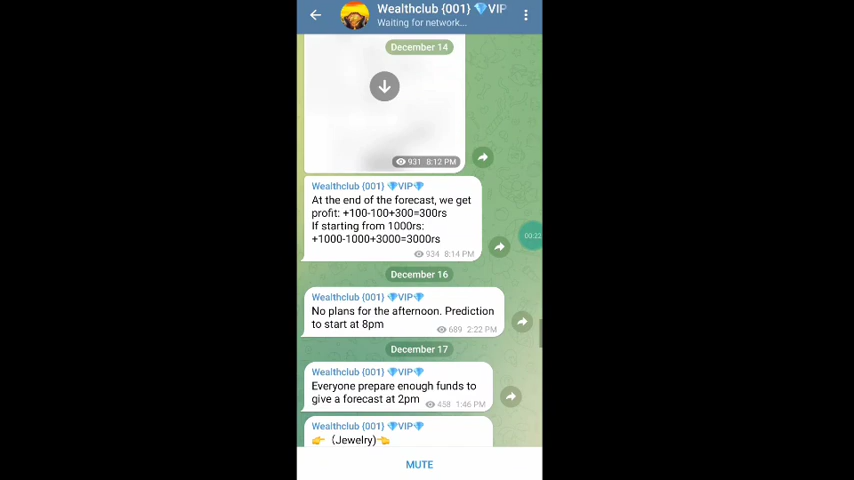 Wealthclub {001} 💎VIP
Waiting for network...
December 14
931 8:12 PM
Wealthclub {001} 💎VIP💎
At the end of the forecast, we get
profit: +100-100+300=300rs
If starting from 1000rs:
+1000-1000+3000=3000rs
934 8:14 PM
00:22
December 16
Wealthclub {001} 💎VIP💎
No plans for the afternoon. Prediction
to start at 8pm
689 2:22 PM
December 17
Wealthclub {001} 💎VIP💎
Everyone prepare enough funds to
give a forecast at 2pm
458 1:46 PM
Wealthclub {001} 💎VIP💎
👉 (Jewelry)👈
MUTE